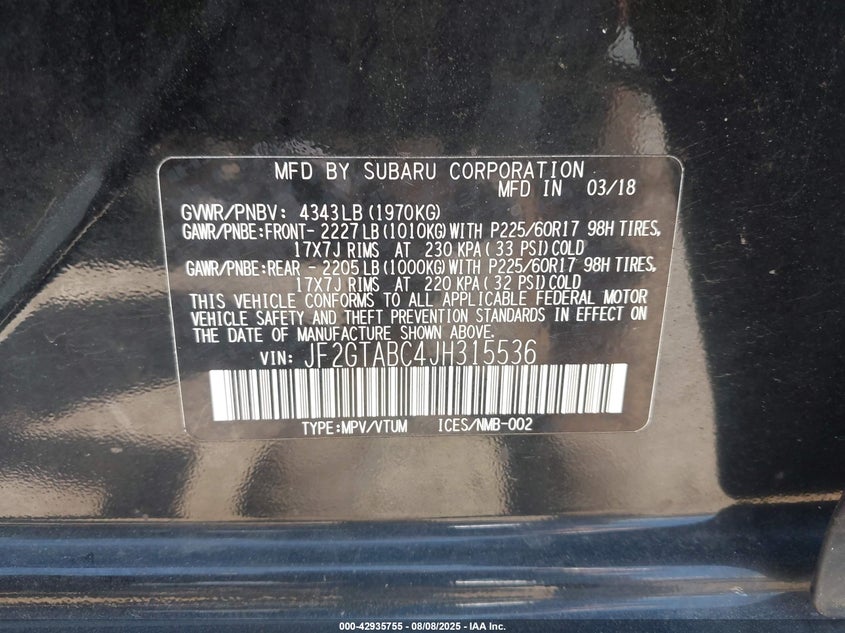 MFD BY SUBARU CORPORATION
MFD IN 03/18
GVWR/PNBV: 4343LB(1970KG)
GAWR/PNBE:FRONT- 2227LB(1010KG)WITH P225/60R17 98H TIRES,
17X7J RIMS AT 230 KPA(33 PSI)COLD
GAWR/PNBE:REAR - 2205LB(1000KG)WITH P225/60R17 98H TIRES,
17X7J RIMS AT 220 KPA(32 PSI)COLD
THIS VEHICLE CONFORMS TO ALL APPLICABLE FEDERAL MOTOR
VEHICLE SAFETY AND THEFT PREVENTION STANDARDS IN EFFECT ON
THE DATE OF MANUFACTURE SHOWN ABOVE.
VIN: JF2GTABC4JH315536
TYPE:MPV/VTUM ICES/NMB-002
000-42935755 - 08/08/2025 - IAA Inc.